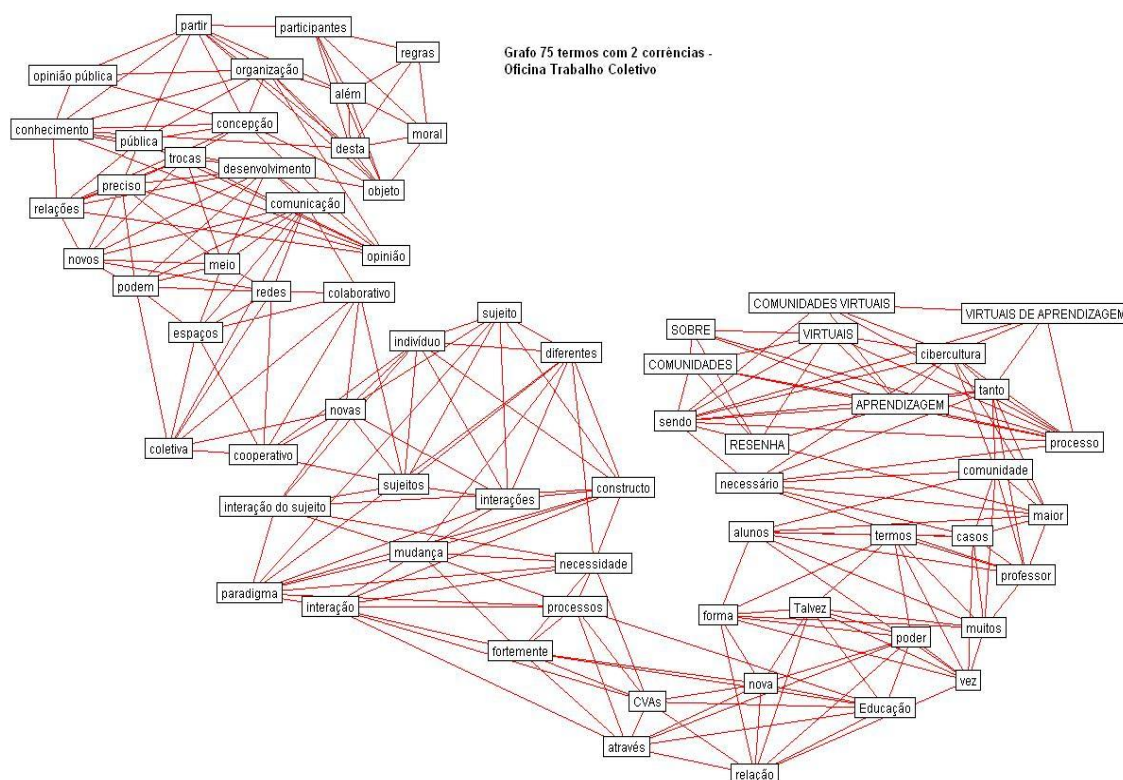 partir
participantes
regras
Grafo 75 termos com 2 corrências -
Oficina Trabalho Coletivo
opinião pública
organização
além
conhecimento
concepção
pública
moral
desta
trocas
desenvolvimento
preciso
objeto
relações
comunicação
novos
meio
opinião
podem
redes
colaborativo
espaços
sujeito
COMUNIDADES VIRTUAIS
VIRTUAIS DE APRENDIZAGEM
SOBRE
VIRTUAIS
indivíduo
diferentes
cibercultura
COMUNIDADES
tanto
novas
APRENDIZAGEM
sendo
RESENHA
processo
coletiva
cooperativo
comunidade
sujeitos
necessário
constructo
interações
interação do sujeito
maior
alunos
termos
casos
mudança
necessidade
professor
paradigma
interação
processos
forma
Talvez
muitos
poder
fortemente
vez
nova
CVAs
Educação
através
relação